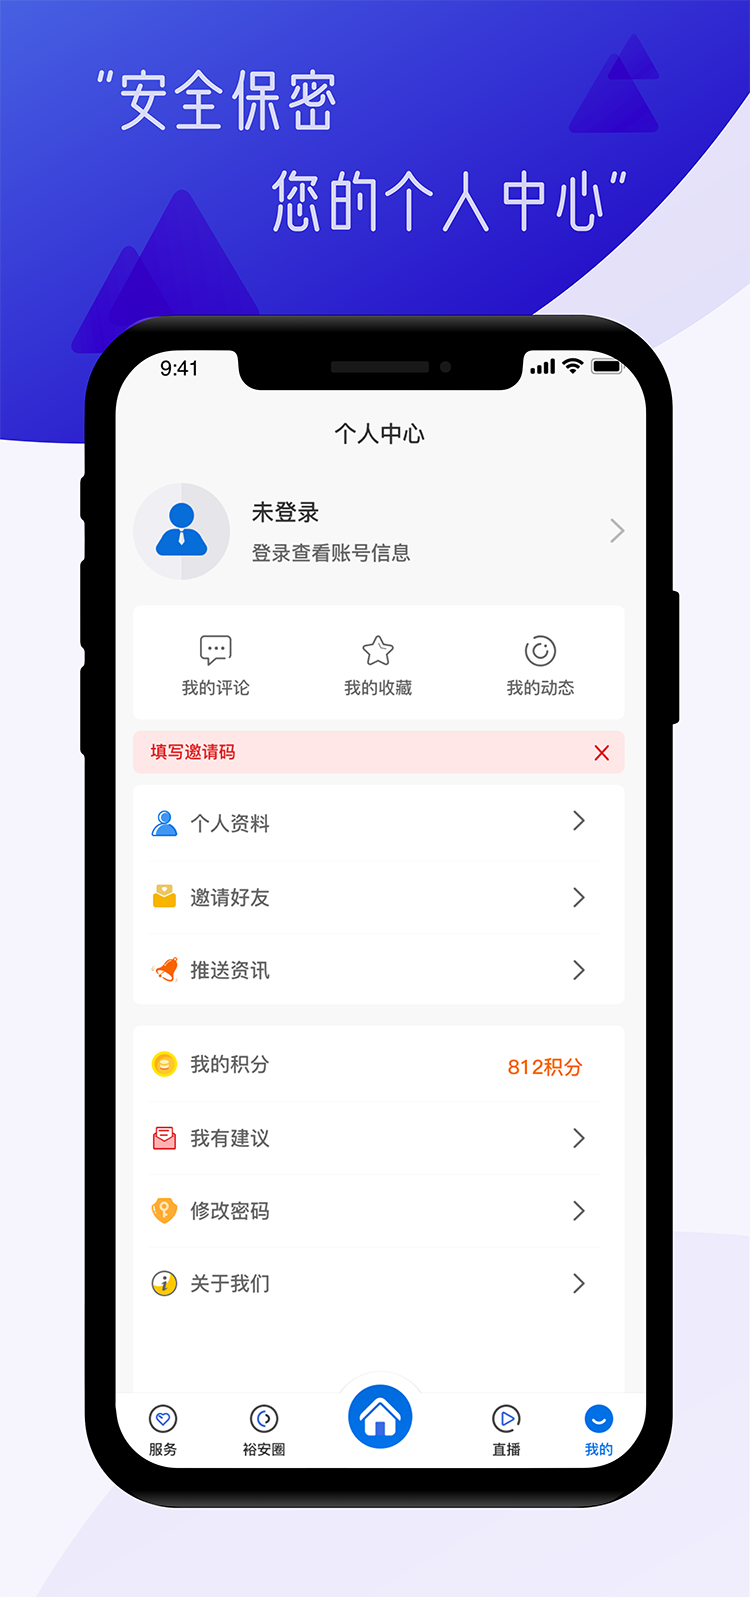 “安全保密
您的个人中心”
9:41
个人中心
未登录
登录查看账号信息
我的评论 我的收藏 我的动态
填写邀请码
个人资料
邀请好友
推送资讯
我的积分 812积分
我有建议
修改密码
关于我们
服务 裕安圈 直播 我的